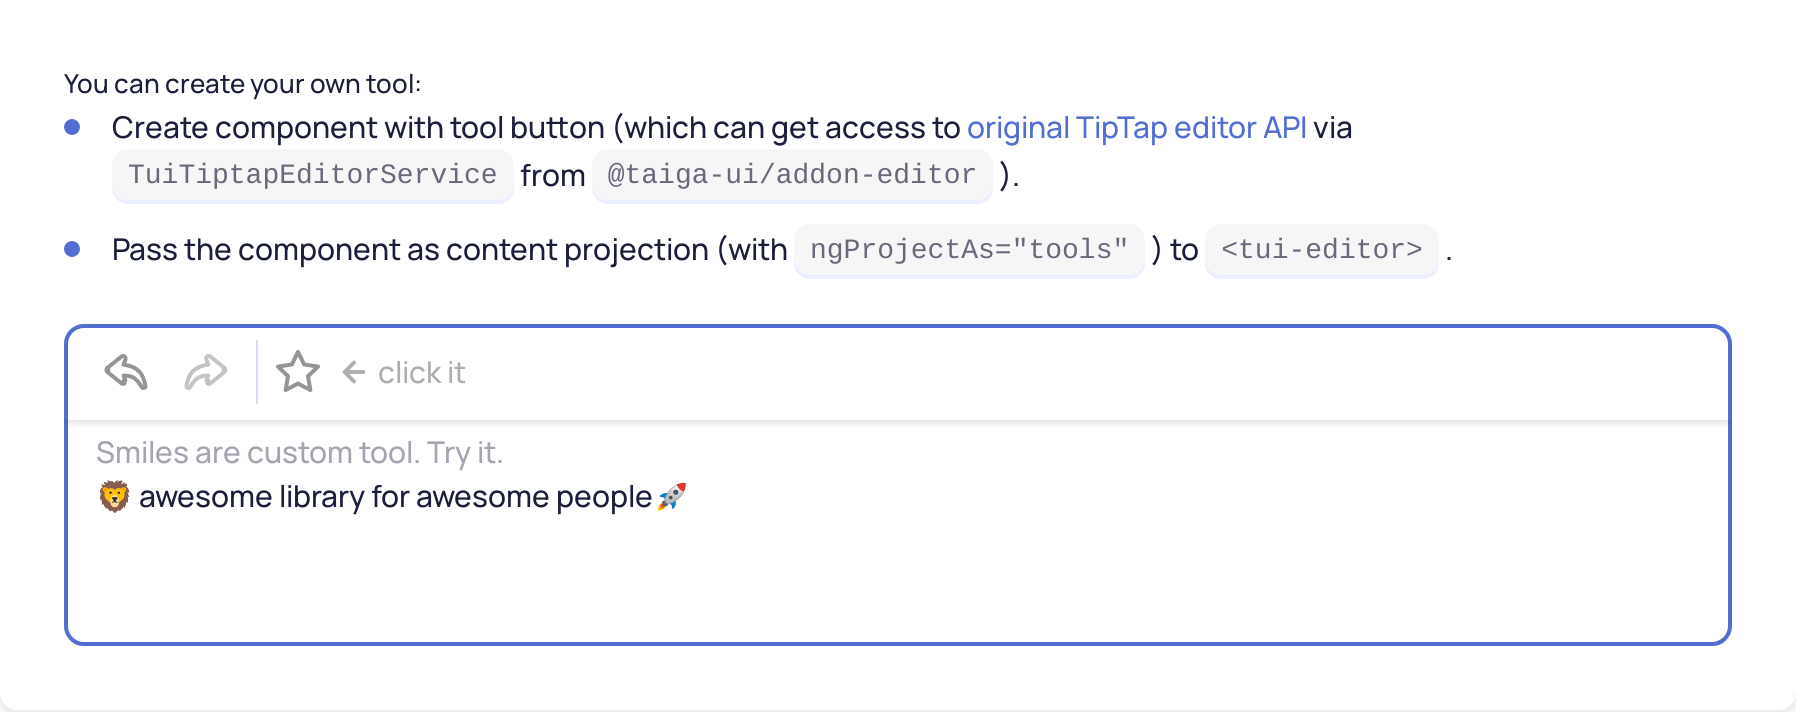 You can create your own tool:
Create component with tool button (which can get access to original TipTap editor API via
TuiTiptapEditorService from @taiga-ui/addon-editor ).
Pass the component as content projection (with ngProjectAs="tools" ) to <tui-editor> .
← click it
Smiles are custom tool. Try it.
🦁 awesome library for awesome people🚀